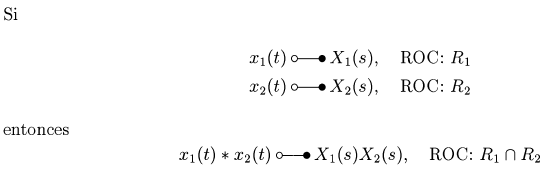 Si
x₁(t) ○—● X₁(s), ROC: R₁
x₂(t) ○—● X₂(s), ROC: R₂
entonces
x₁(t) ∗ x₂(t) ○—● X₁(s)X₂(s), ROC: R₁ ∩ R₂